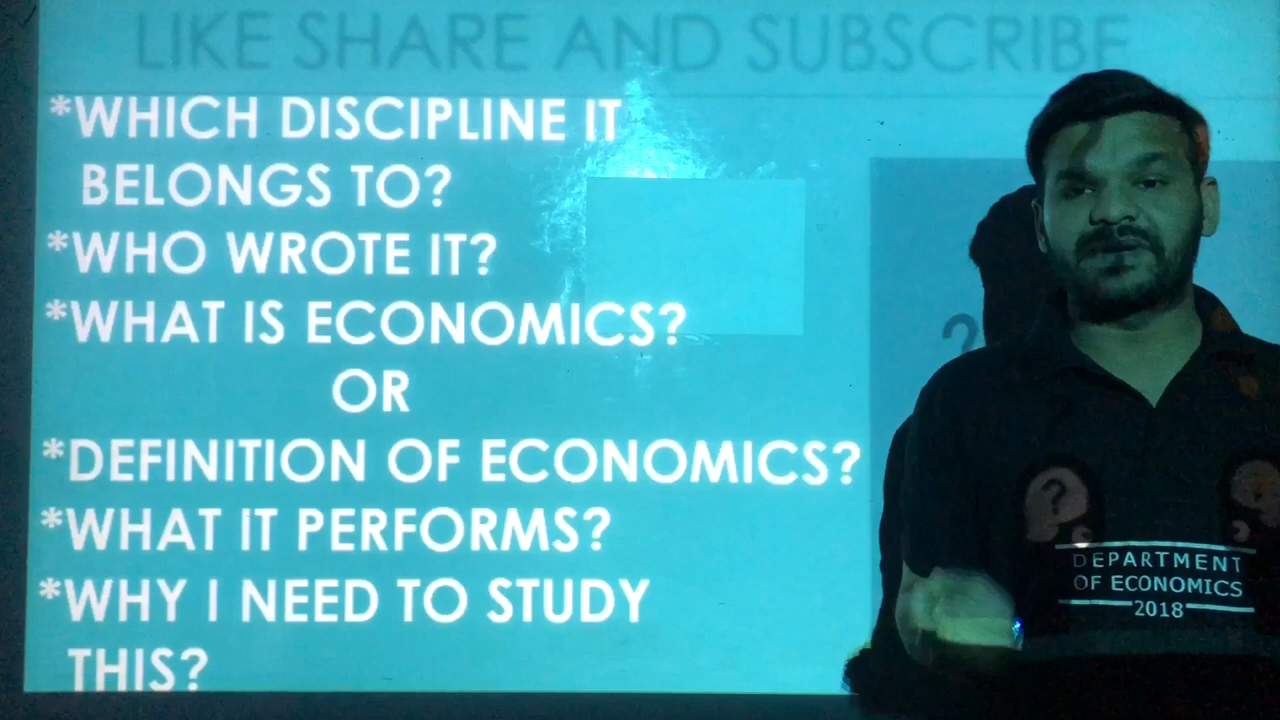 LIKE SHARE AND SUBSCRIBE
*WHICH DISCIPLINE IT
BELONGS TO?
*WHO WROTE IT?
*WHAT IS ECONOMICS?
OR
*DEFINITION OF ECONOMICS?
*WHAT IT PERFORMS?
*WHY I NEED TO STUDY
THIS?
?
?
DEPARTMENT
OF ECONOMICS
2018